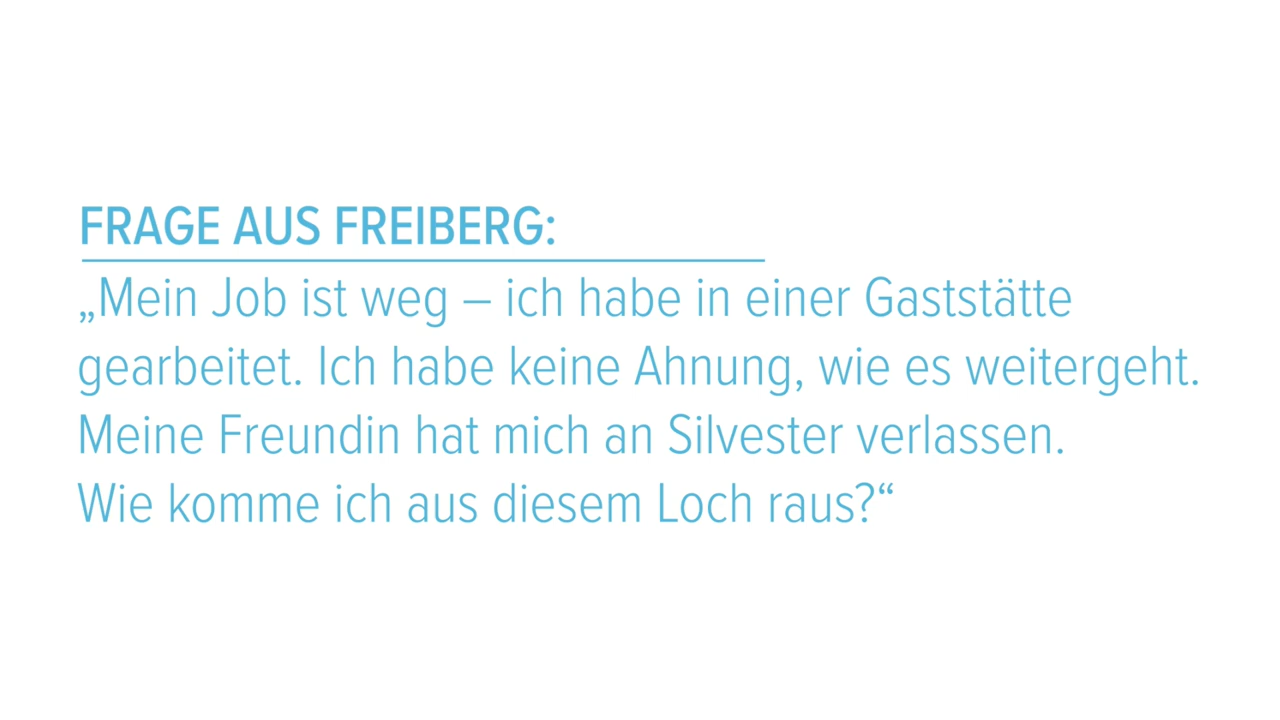 FRAGE AUS FREIBERG:
„Mein Job ist weg – ich habe in einer Gaststätte
gearbeitet. Ich habe keine Ahnung, wie es weitergeht.
Meine Freundin hat mich an Silvester verlassen.
Wie komme ich aus diesem Loch raus?“